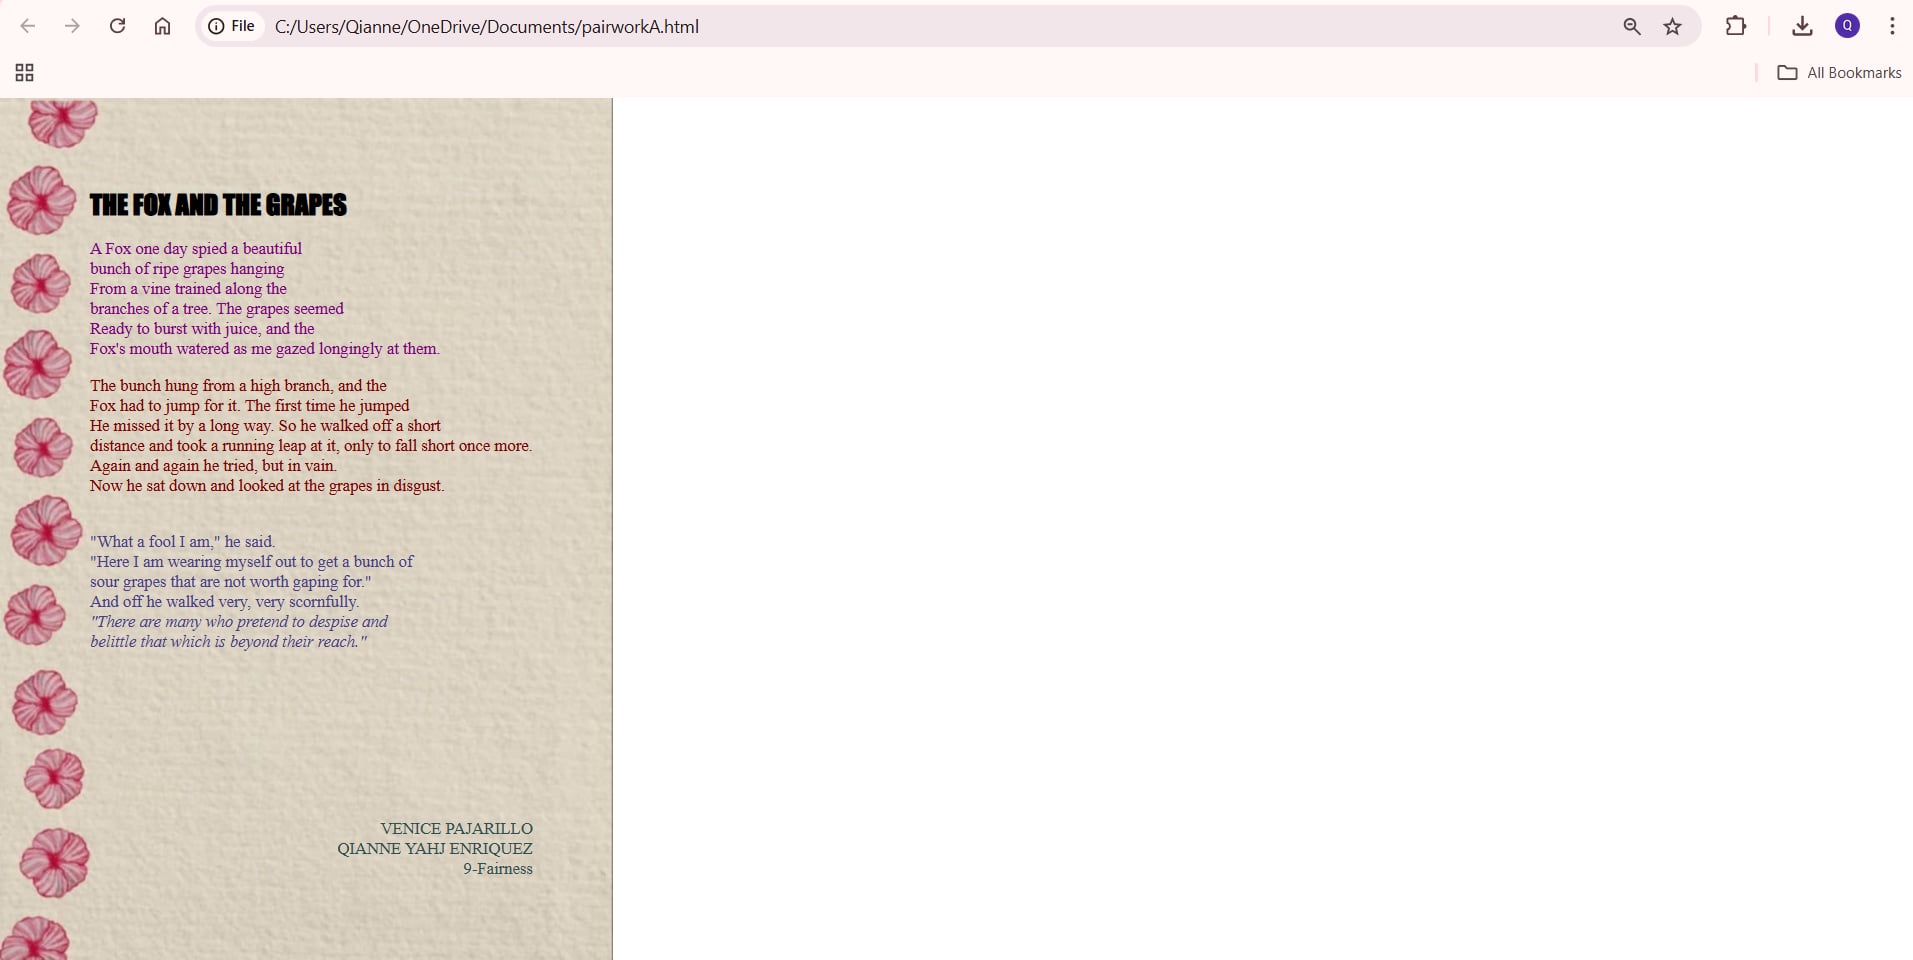 File
C:/Users/Qianne/OneDrive/Documents/pairworkA.html
Q
All Bookmarks
THE FOX AND THE GRAPES
A Fox one day spied a beautiful
bunch of ripe grapes hanging
From a vine trained along the
branches of a tree. The grapes seemed
Ready to burst with juice, and the
Fox's mouth watered as me gazed longingly at them.
The bunch hung from a high branch, and the
Fox had to jump for it. The first time he jumped
He missed it by a long way. So he walked off a short
distance and took a running leap at it, only to fall short once more.
Again and again he tried, but in vain.
Now he sat down and looked at the grapes in disgust.
"What a fool I am," he said.
"Here I am wearing myself out to get a bunch of
sour grapes that are not worth gaping for."
And off he walked very, very scornfully.
"There are many who pretend to despise and
belittle that which is beyond their reach."
VENICE PAJARILLO
QIANNE YAHJ ENRIQUEZ
9-Fairness